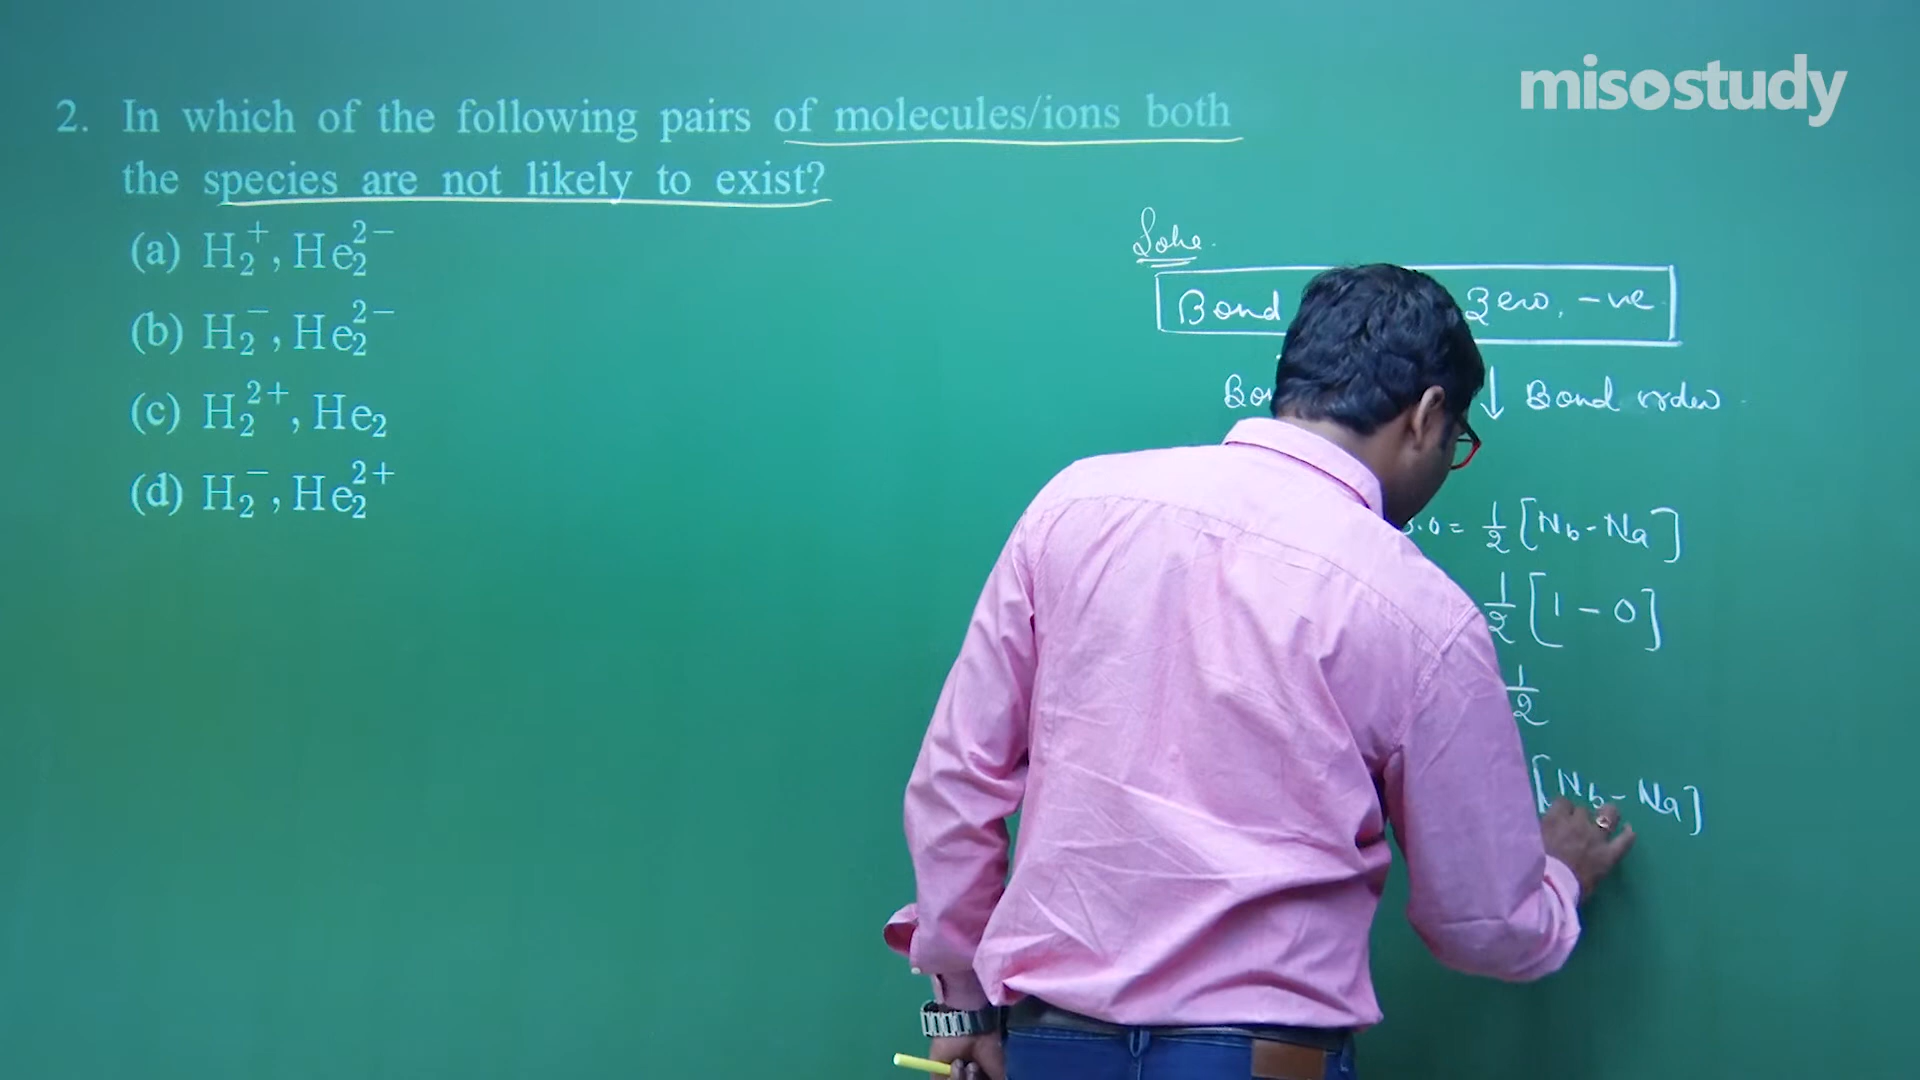 misostudy
2. In which of the following pairs of molecules/ions both
the species are not likely to exist?
(a) H₂⁺, He₂²⁻
(b) H₂⁻, He₂²⁻
(c) H₂²⁺, He₂
(d) H₂⁻, He₂²⁺
Bond Zero, -ve
↓ Bond order
.0 = 1/2 [Nb - Na]
1/2 [1 - 0]
1/2
[Nb - Na]